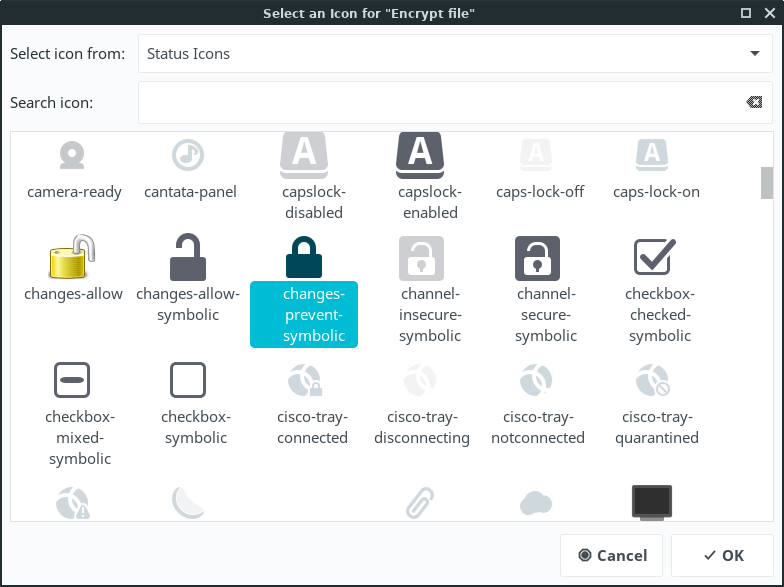 Select an Icon for "Encrypt file"
Select icon from:
Status Icons
Search icon:
A
A
A
A
camera-ready
cantata-panel
capslock-
disabled
capslock-
enabled
caps-lock-off
caps-lock-on
changes-allow
changes-allow-
symbolic
changes-
prevent-
symbolic
channel-
insecure-
symbolic
channel-
secure-
symbolic
checkbox-
checked-
symbolic
checkbox-
mixed-
symbolic
checkbox-
symbolic
cisco-tray-
connected
cisco-tray-
disconnecting
cisco-tray-
notconnected
cisco-tray-
quarantined
Cancel
OK